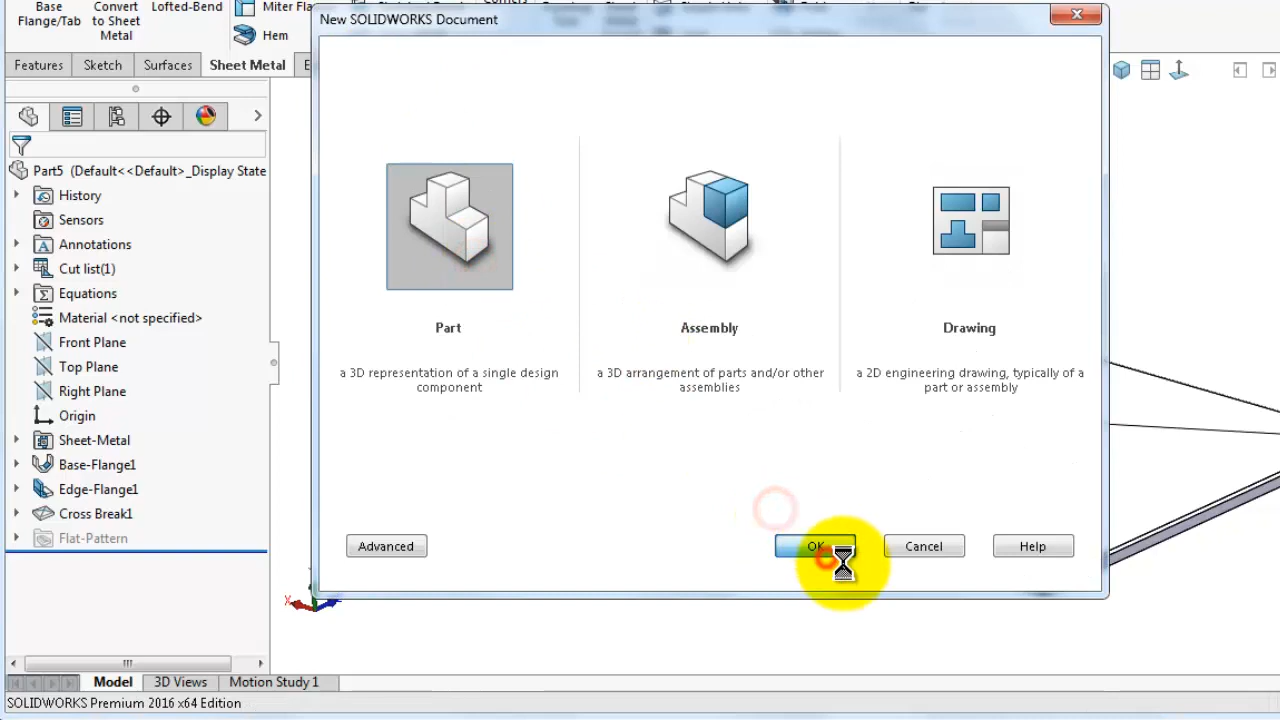 Base
Flange/Tab
Convert
to Sheet
Metal
Lofted-Bend
Miter Fla
Hem
New SOLIDWORKS Document
Features
Sketch
Surfaces
Sheet Metal
E
Part5 (Default<<Default>_Display State
History
Sensors
Annotations
Cut list(1)
Equations
Material <not specified>
Front Plane
Top Plane
Right Plane
Origin
Sheet-Metal
Base-Flange1
Edge-Flange1
Cross Break1
Flat-Pattern
Part
a 3D representation of a single design
component
Assembly
a 3D arrangement of parts and/or other
assemblies
Drawing
a 2D engineering drawing, typically of a
part or assembly
Advanced
OK
Cancel
Help
X
Model
3D Views
Motion Study 1
SOLIDWORKS Premium 2016 x64 Edition